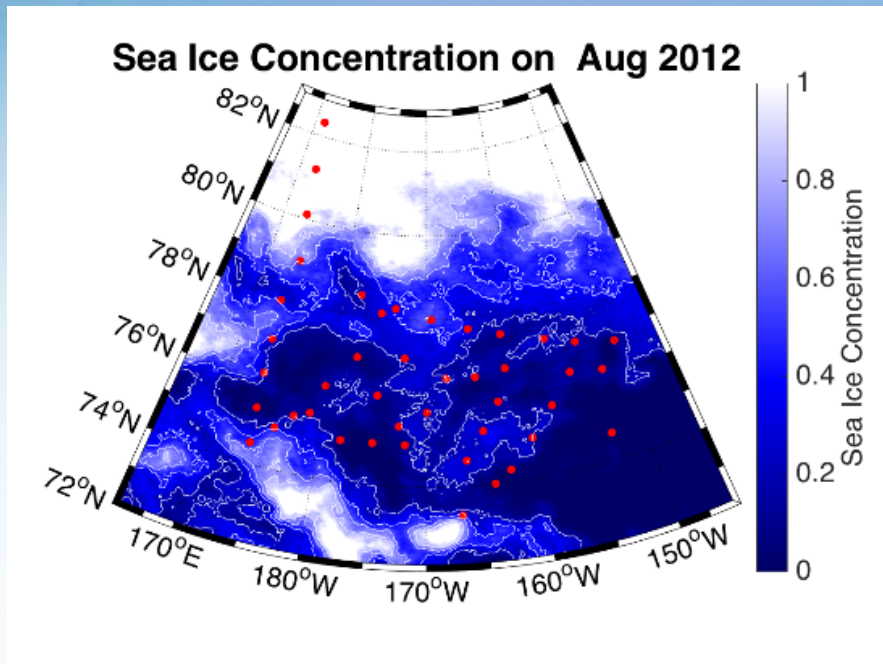 Sea Ice Concentration on  Aug 2012
82°N
80°N
78°N
76°N
74°N
72°N
170°E
180°W
170°W
160°W
150°W
1
0.8
0.6
0.4
0.2
0
Sea Ice Concentration